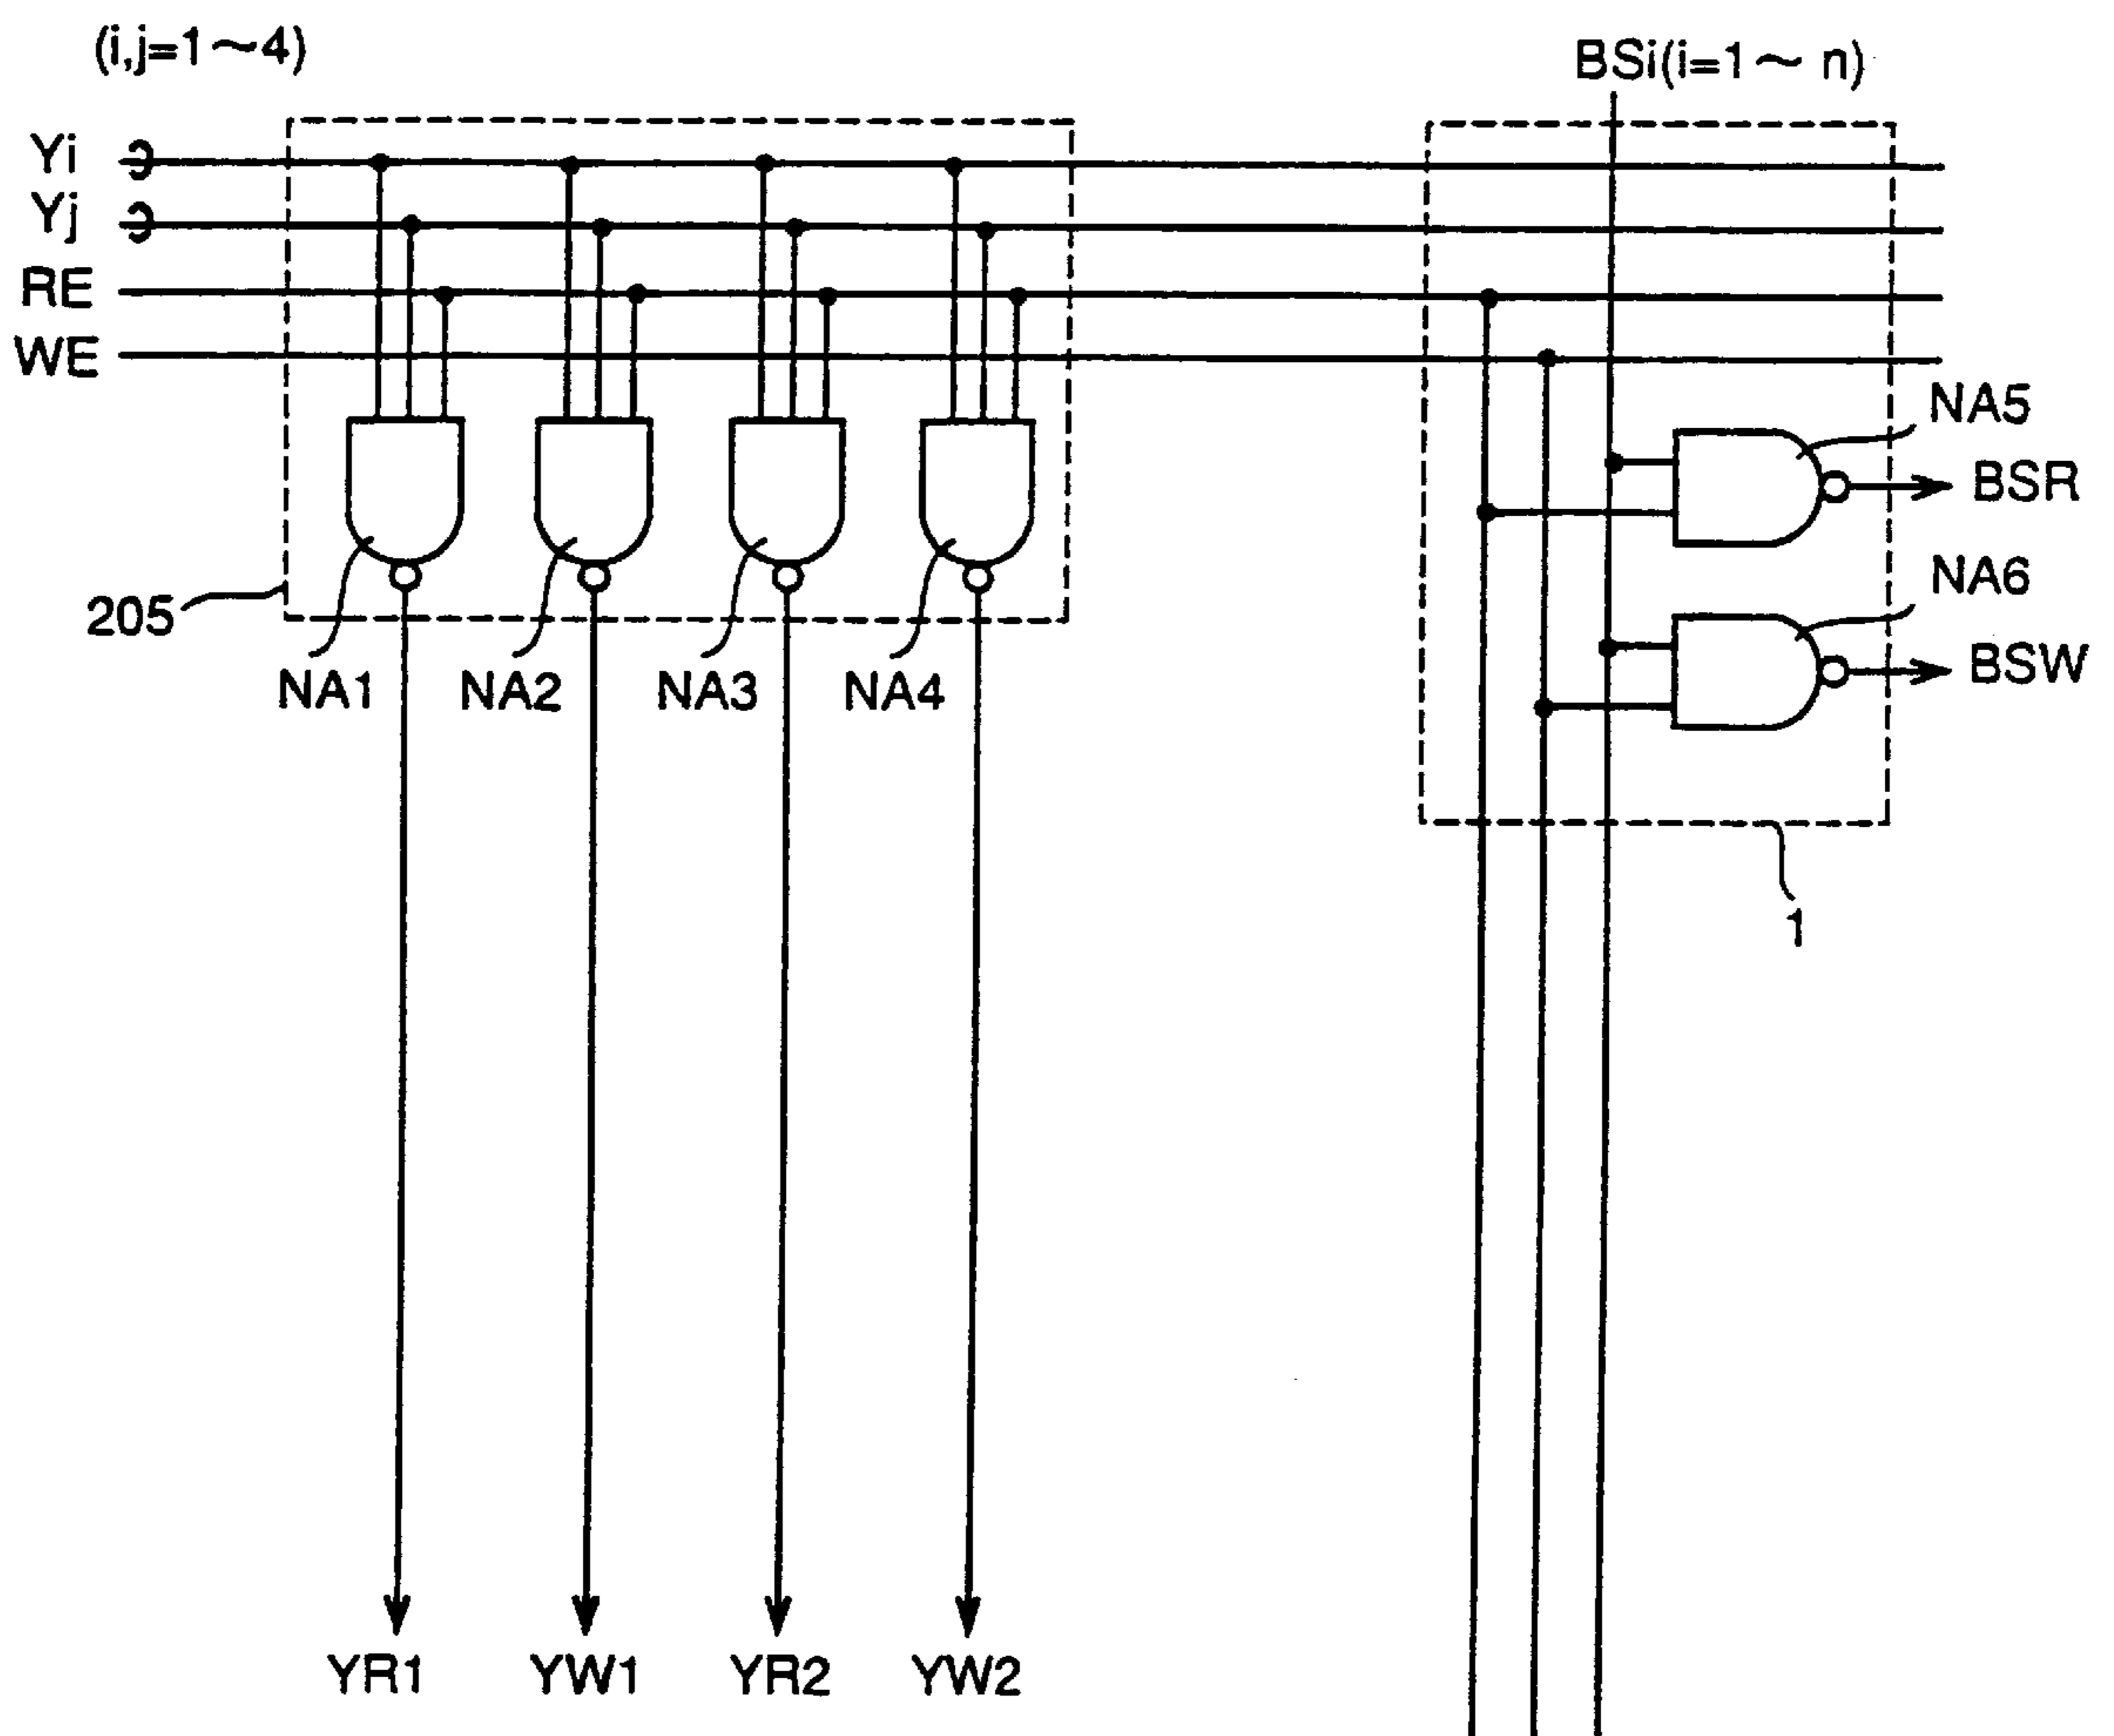 (i,j=1～4)
BSi(i=1～ n)
Yi
Yj
RE
WE
NA5
BSR
NA6
BSW
205
NA1
NA2
NA3
NA4
1
YR1
YW1
YR2
YW2